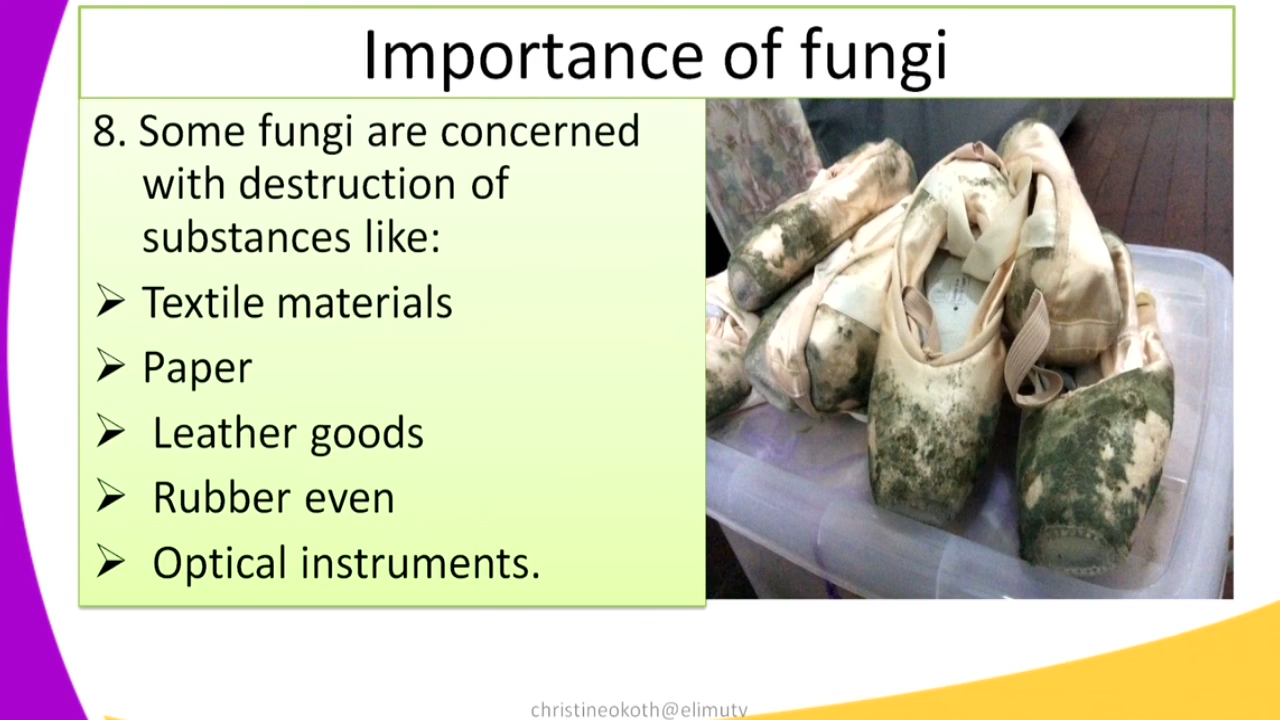 Importance of fungi
8. Some fungi are concerned
with destruction of
substances like:
➢ Textile materials
➢ Paper
➢ Leather goods
➢ Rubber even
➢ Optical instruments.
christineokoth@elimutv